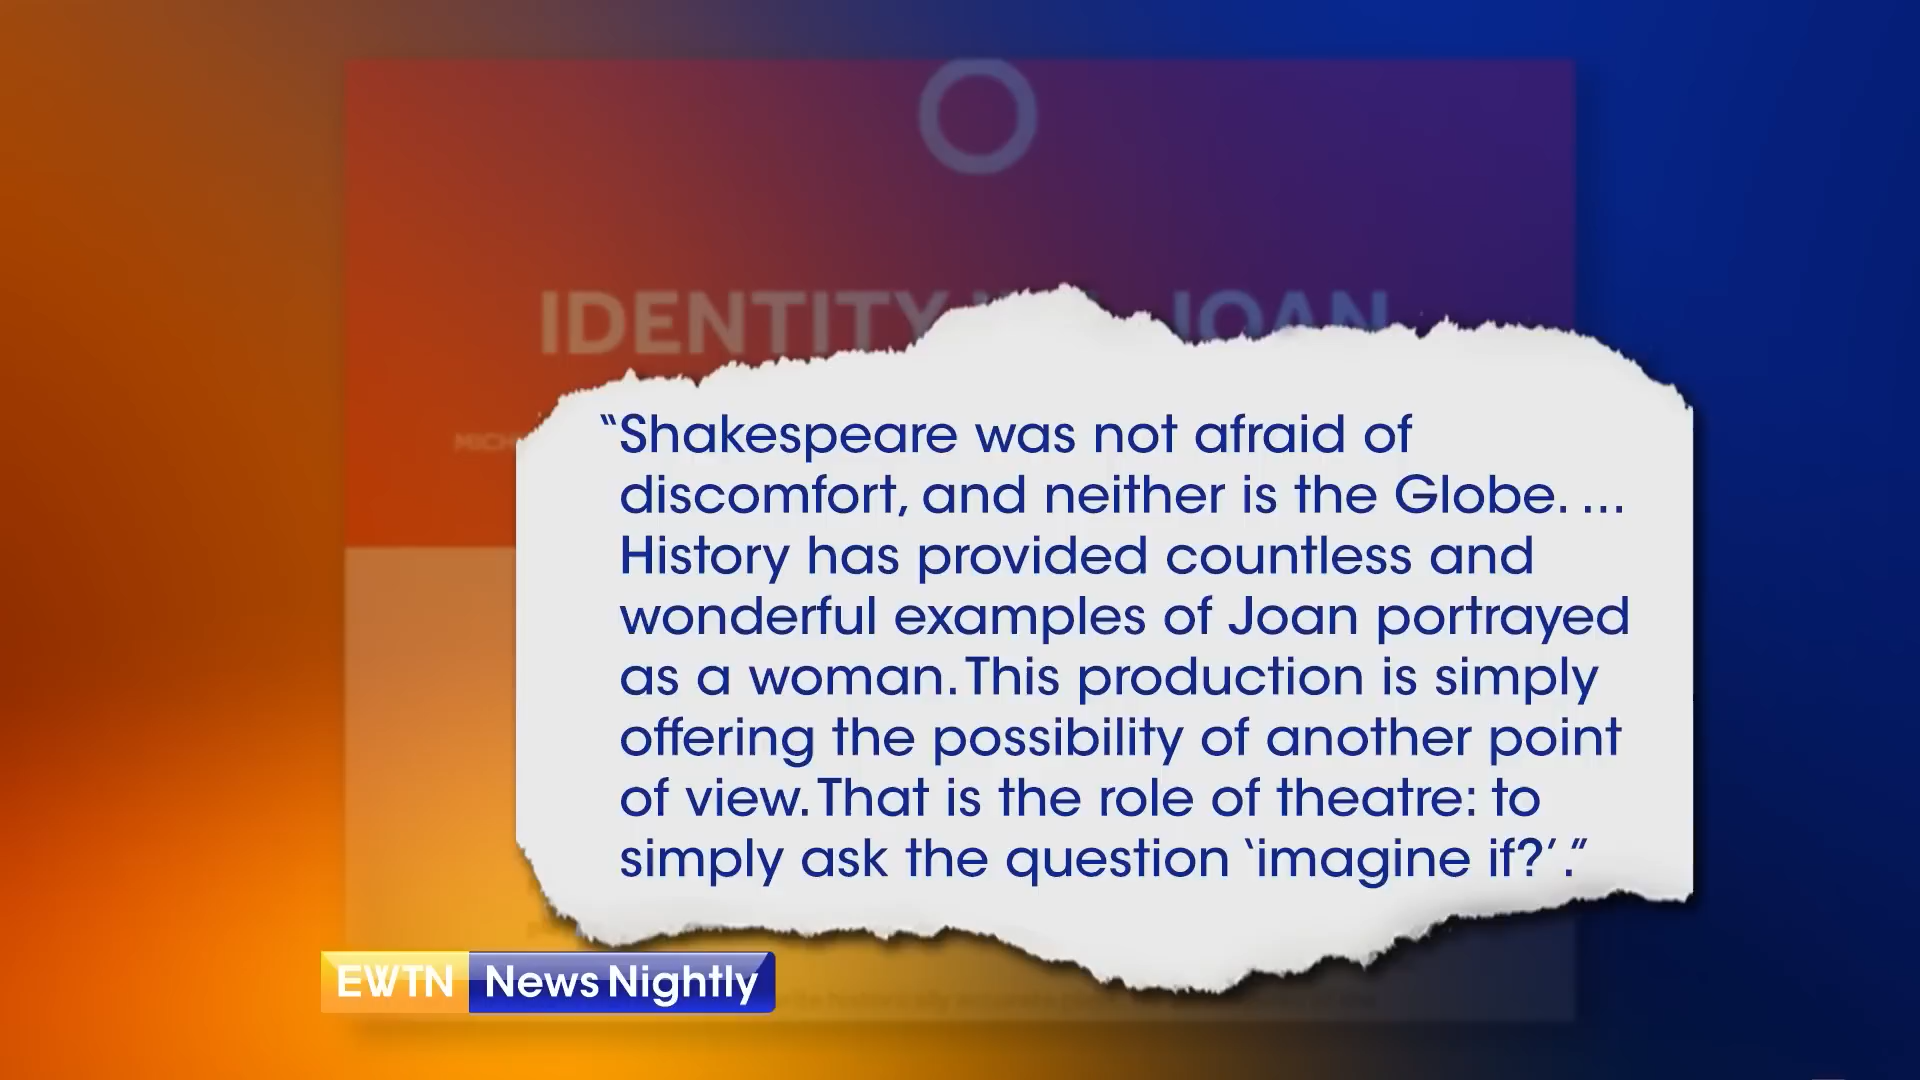 IDENTITY JOAN
“Shakespeare was not afraid of
discomfort, and neither is the Globe. ...
History has provided countless and
wonderful examples of Joan portrayed
as a woman. This production is simply
offering the possibility of another point
of view. That is the role of theatre: to
simply ask the question ‘imagine if?’.”
EWTN News Nightly